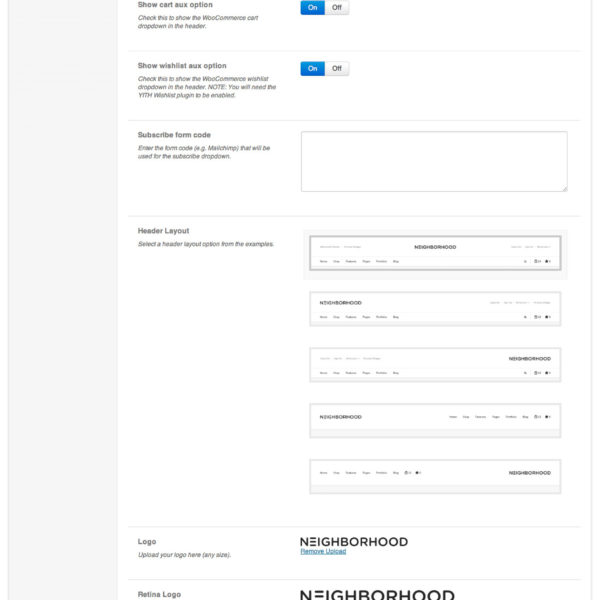 Show cart aux option
On Off
Check this to show the WooCommerce cart
dropdown in the header.
Show wishlist aux option
On Off
Check this to show the WooCommerce wishlist
dropdown in the header. NOTE: You will need the
YITH Wishlist plugin to be enabled.
Subscribe form code
Enter the form code (e.g. Mailchimp) that will be
used for the subscribe dropdown.
Header Layout
Select a header layout option from the examples.
NEIGHBORHOOD
Home Shop Features Pages Portfolio Blog
NEIGHBORHOOD
Home Shop Features Pages Portfolio Blog
NEIGHBORHOOD
Home Shop Features Pages Portfolio Blog
NEIGHBORHOOD Home Shop Features Pages Portfolio Blog
Home Shop Features Pages Portfolio Blog NEIGHBORHOOD
Logo
NEIGHBORHOOD
Upload your logo here (any size).
Remove Upload
Retina Logo
NEIGHBORHOOD